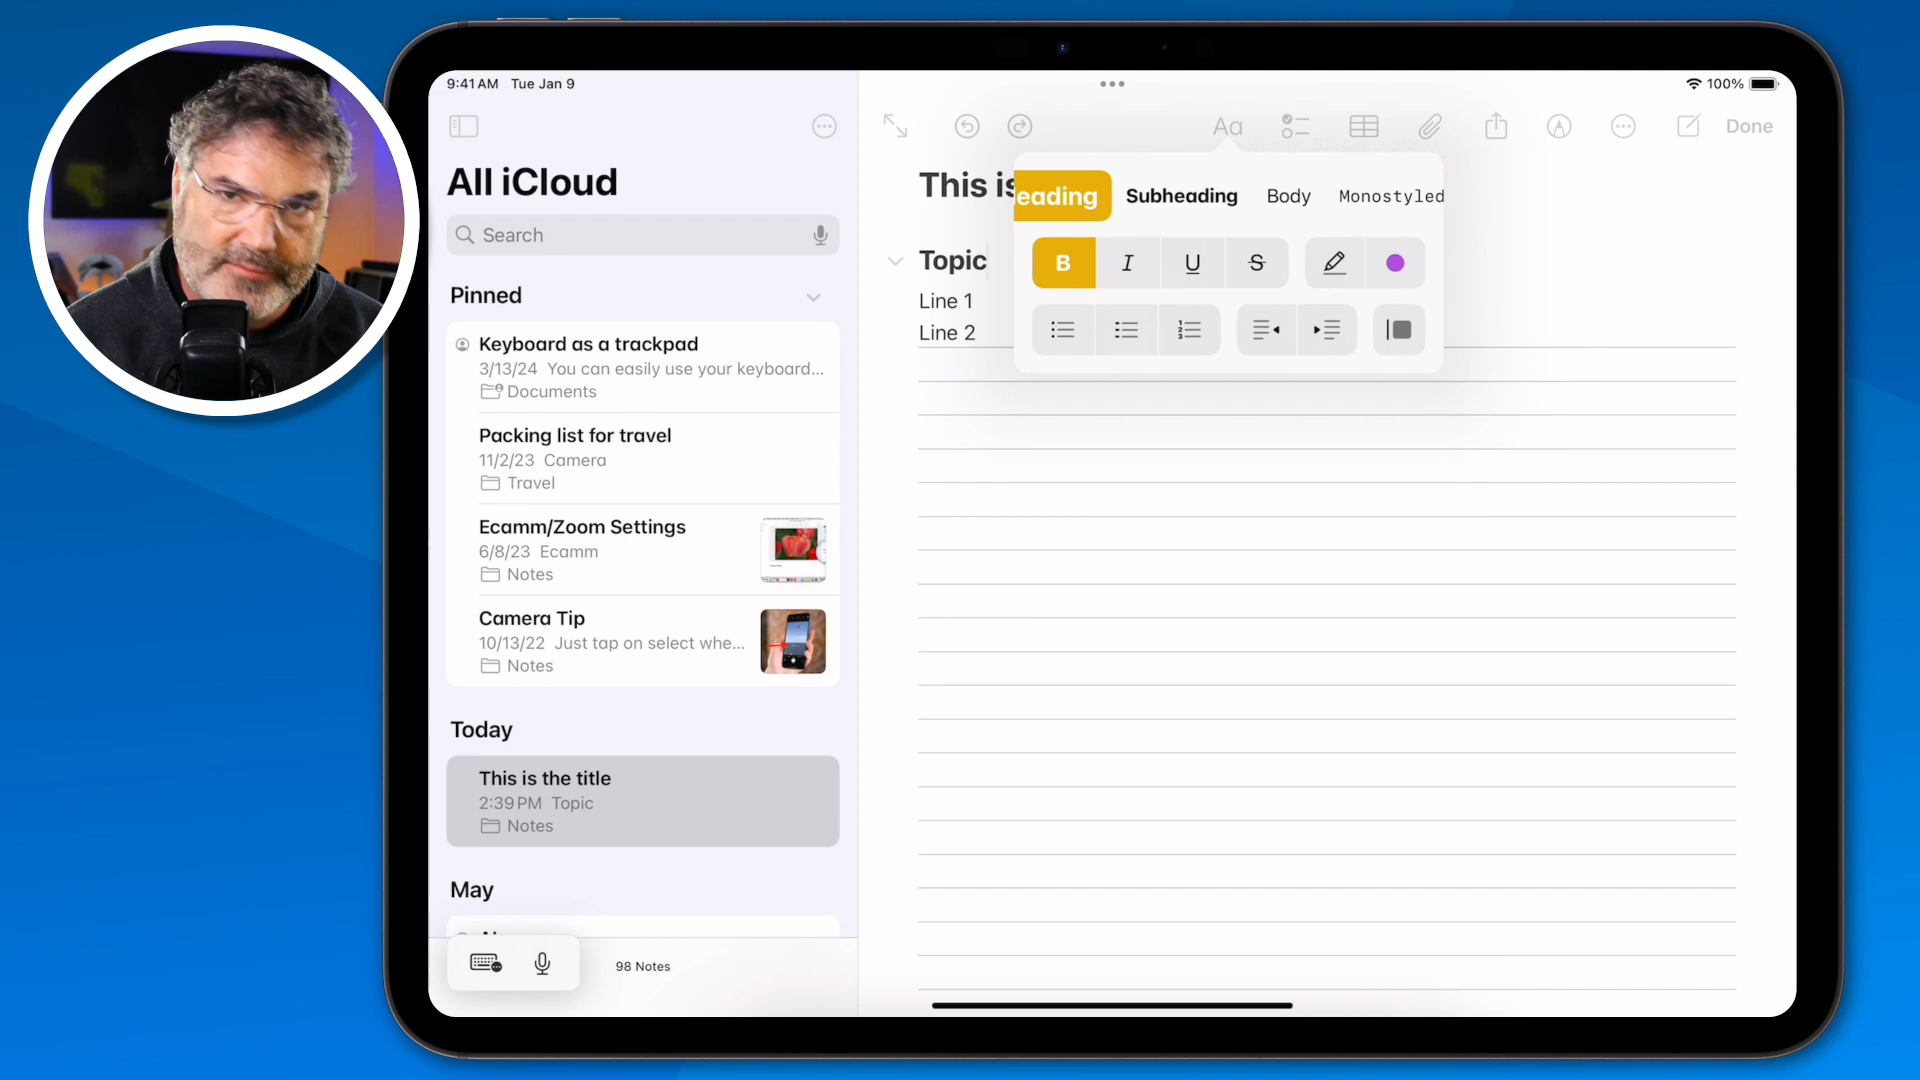 9:41 AM Tue Jan 9
100%
All iCloud
Search
Pinned
Keyboard as a trackpad
3/13/24 You can easily use your keyboard...
Documents
Packing list for travel
11/2/23 Camera
Travel
Ecamm/Zoom Settings
6/8/23 Ecamm
Notes
Camera Tip
10/13/22 Just tap on select whe...
Notes
Today
This is the title
2:39 PM Topic
Notes
May
98 Notes
Aa
Done
This is
Topic
Line 1
Line 2
eading Subheading Body Monostyled
B I U S